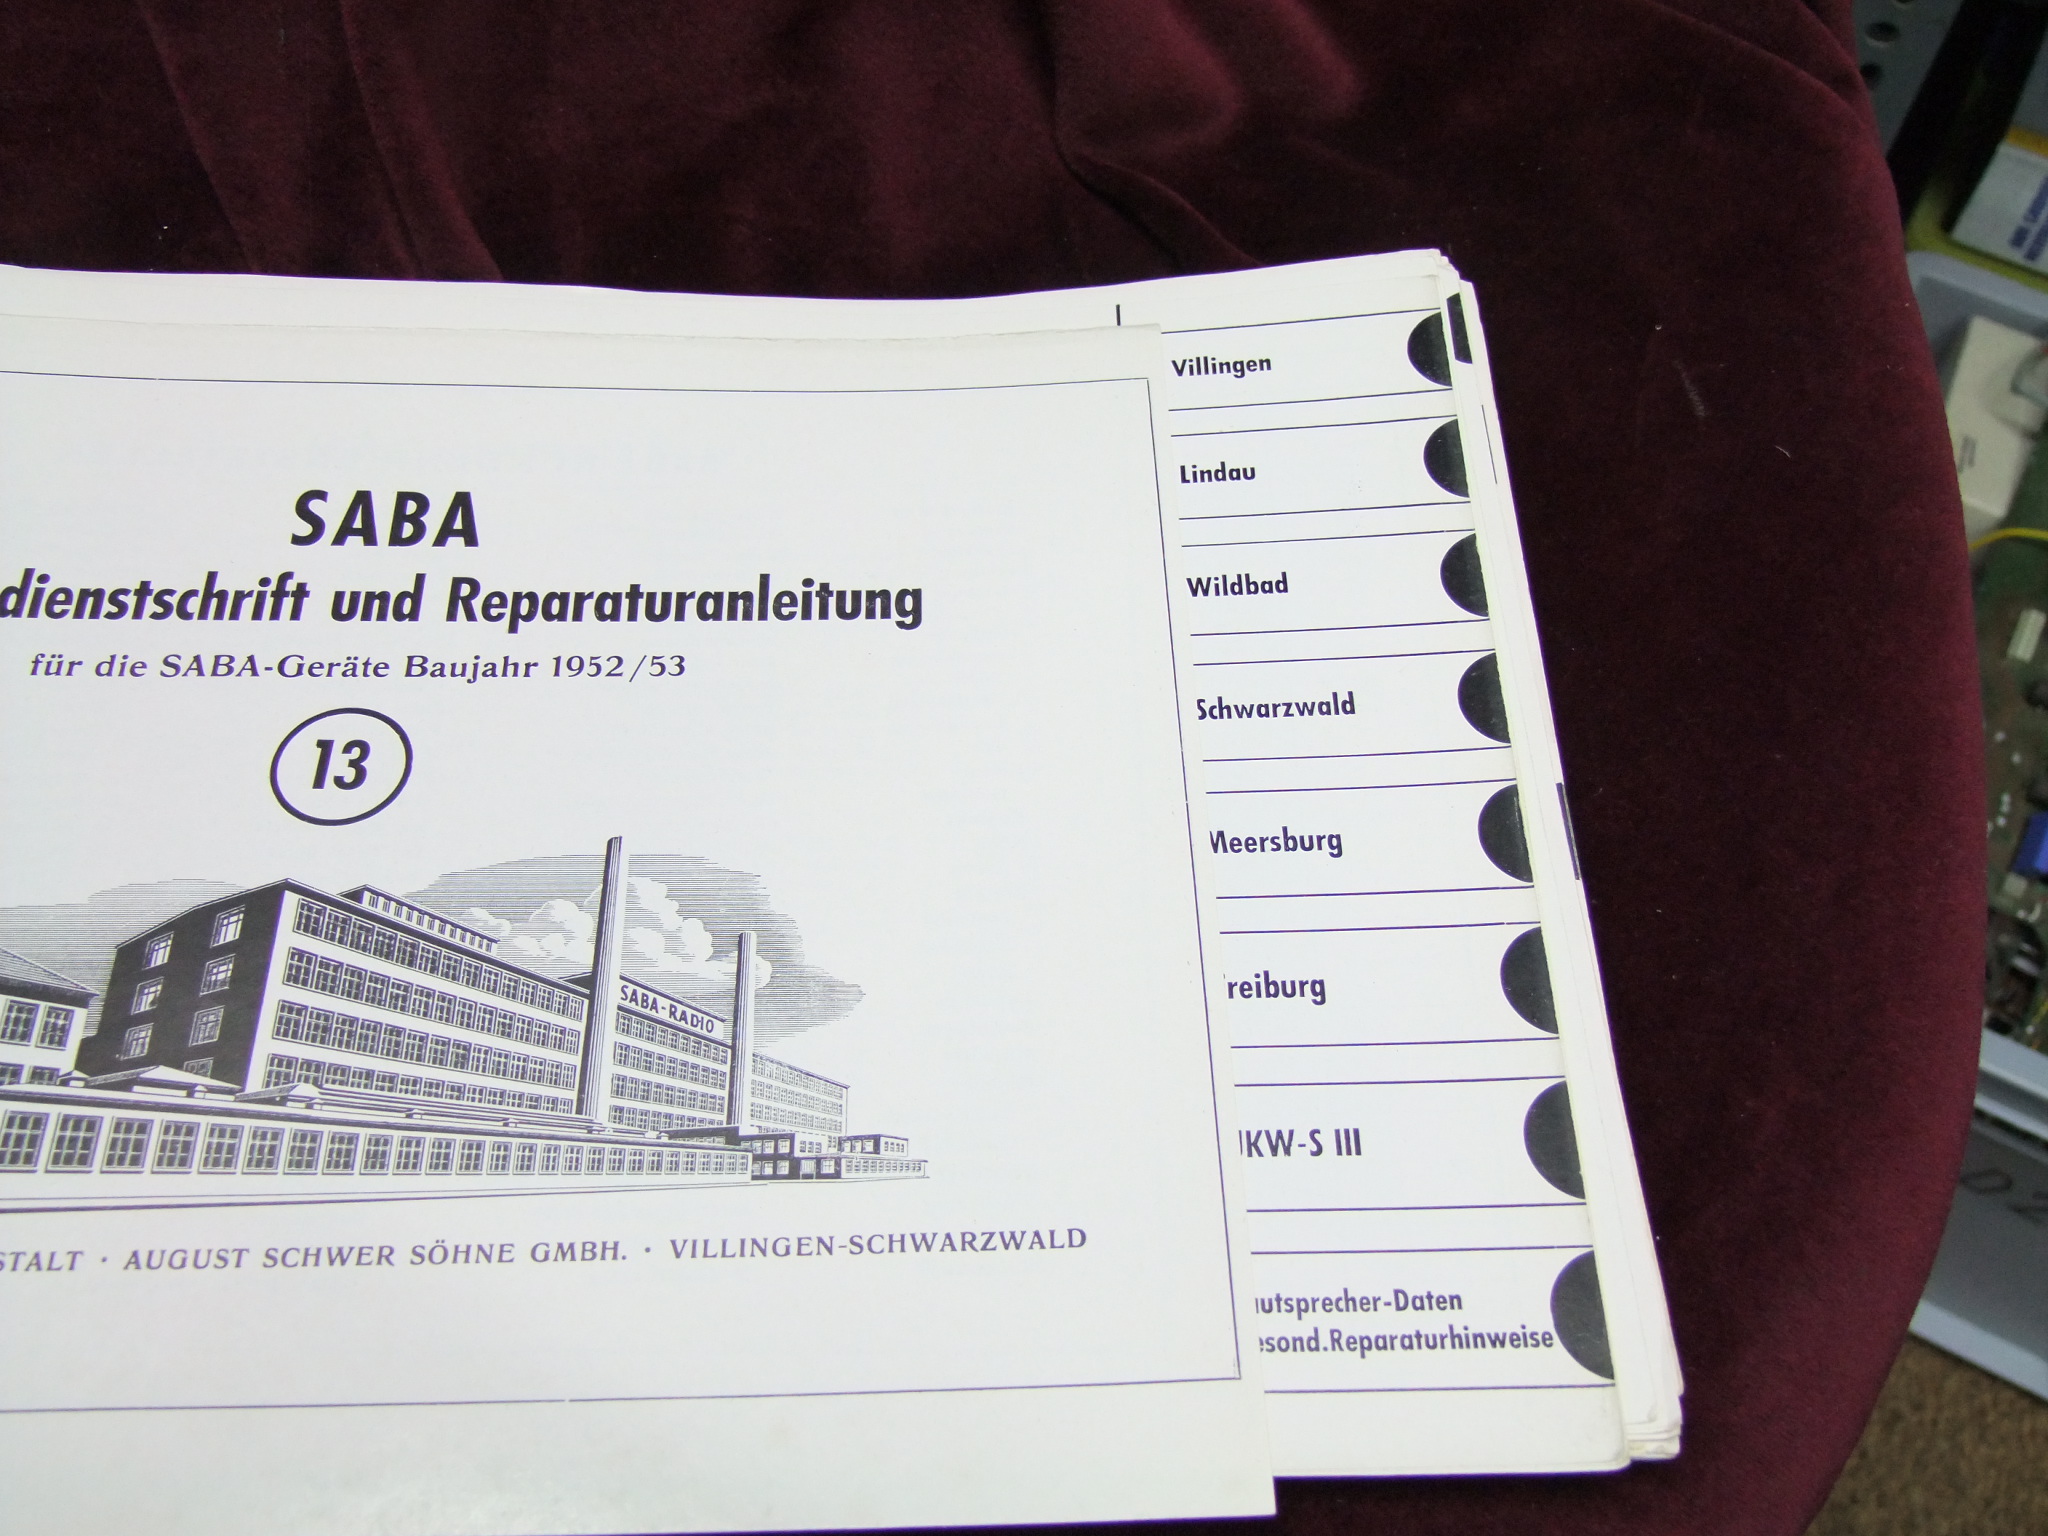 SABA
dienstschrift und Reparaturanleitung
für die SABA-Geräte Baujahr 1952/53
13
SABA-RADIO
STALT · AUGUST SCHWER SÖHNE GMBH. · VILLINGEN-SCHWARZWALD
Villingen
Lindau
Wildbad
Schwarzwald
Meersburg
reiburg
KW-S III
utsprecher-Daten
sond.Reparaturhinweise